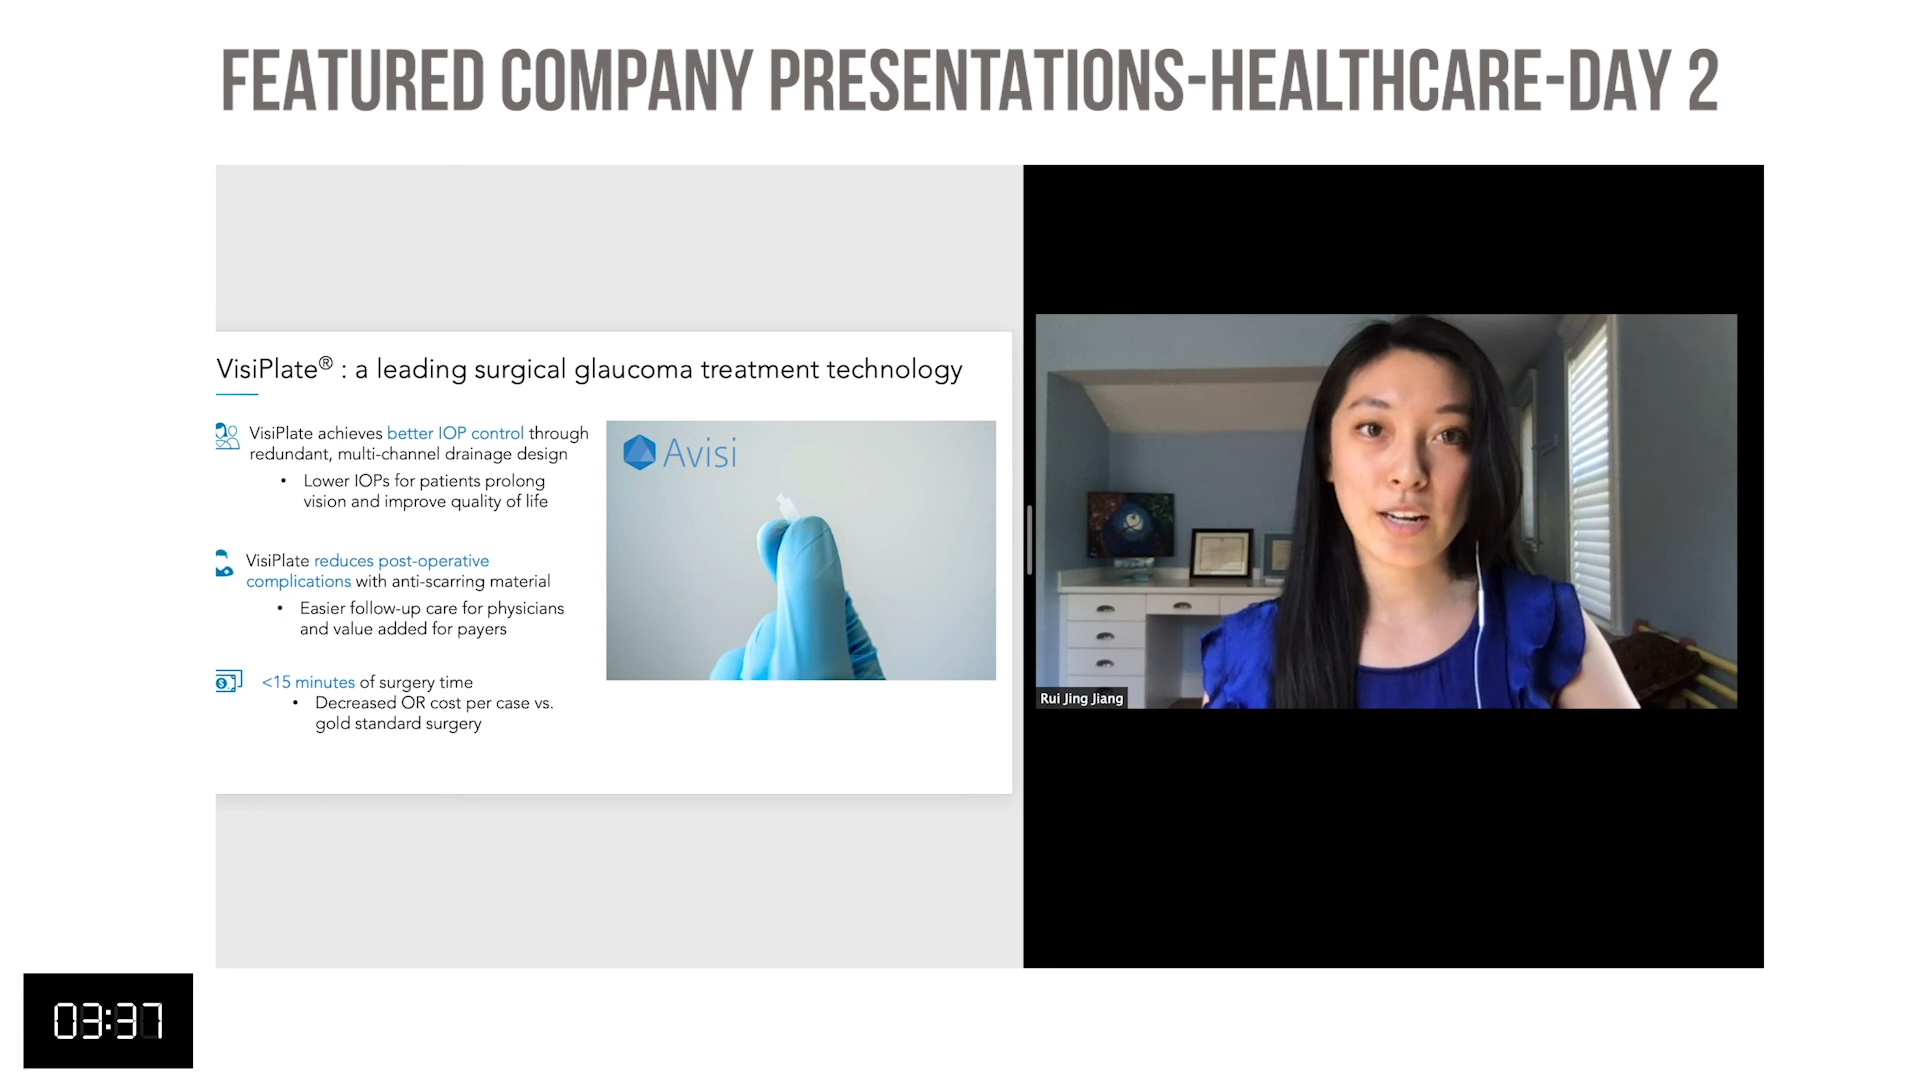 FEATURED COMPANY PRESENTATIONS-HEALTHCARE-DAY 2
VisiPlate® : a leading surgical glaucoma treatment technology
VisiPlate achieves better IOP control through
redundant, multi-channel drainage design
• Lower IOPs for patients prolong
vision and improve quality of life
VisiPlate reduces post-operative
complications with anti-scarring material
• Easier follow-up care for physicians
and value added for payers
<15 minutes of surgery time
• Decreased OR cost per case vs.
gold standard surgery
Avisi
Rui Jing Jiang
03:37